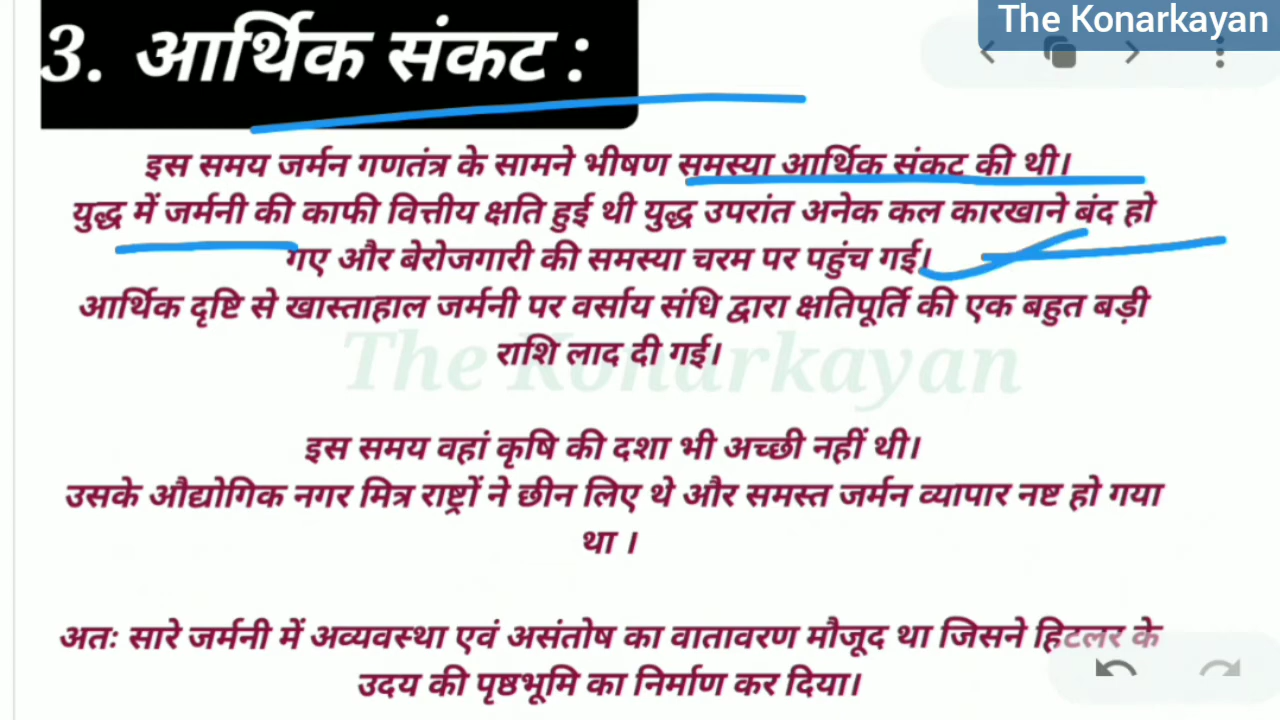 The Konarkayan
3. आर्थिक संकट :
इस समय जर्मन गणतंत्र के सामने भीषण समस्या आर्थिक संकट की थी।
युद्ध में जर्मनी की काफी वित्तीय क्षति हुई थी युद्ध उपरांत अनेक कल कारखाने बंद हो
गए और बेरोजगारी की समस्या चरम पर पहुंच गई।
आर्थिक दृष्टि से खास्ताहाल जर्मनी पर वर्साय संधि द्वारा क्षतिपूर्ति की एक बहुत बड़ी
राशि लाद दी गई।
The Konarkayan
इस समय वहां कृषि की दशा भी अच्छी नहीं थी।
उसके औद्योगिक नगर मित्र राष्ट्रों ने छीन लिए थे और समस्त जर्मन व्यापार नष्ट हो गया
था ।
अतः सारे जर्मनी में अव्यवस्था एवं असंतोष का वातावरण मौजूद था जिसने हिटलर के
उदय की पृष्ठभूमि का निर्माण कर दिया।